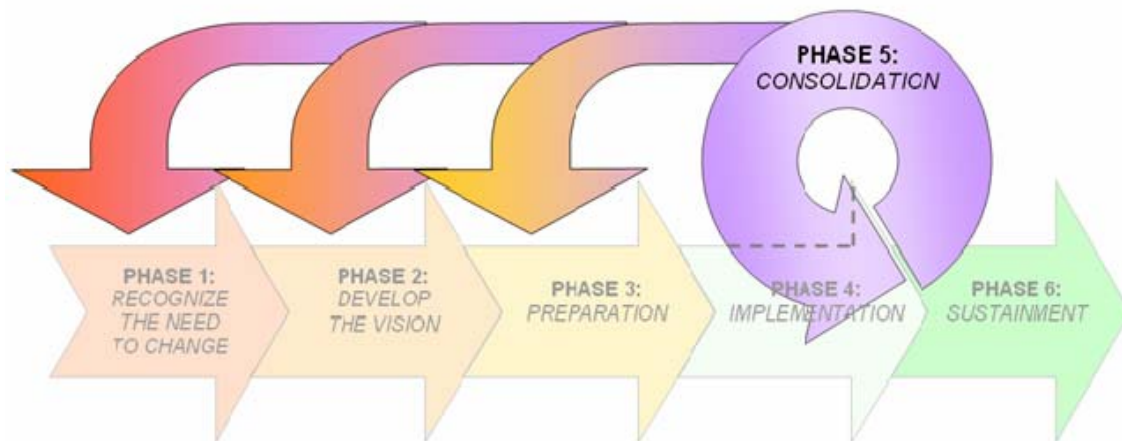 PHASE 5:
CONSOLIDATION
PHASE 1:
RECOGNIZE
THE NEED
TO CHANGE
PHASE 2:
DEVELOP
THE VISION
PHASE 3:
PREPARATION
PHASE 4:
IMPLEMENTATION
PHASE 6:
SUSTAINMENT